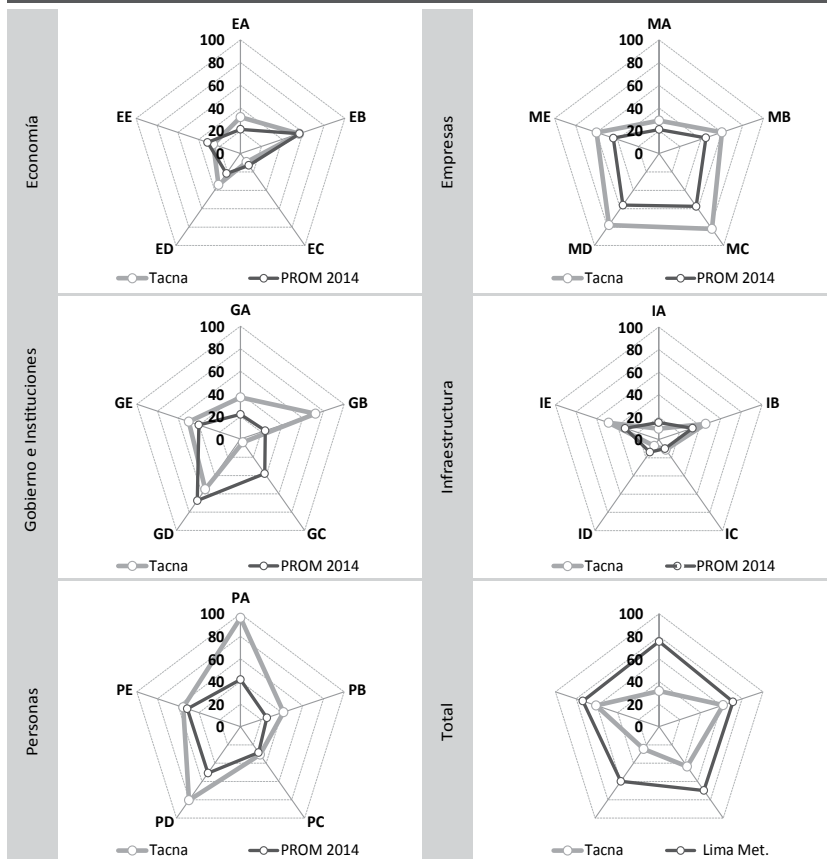 Economía
EA
100
80
60
40
20
0
EE
EB
ED
EC
Tacna
PROM 2014
Empresas
MA
100
80
60
40
20
0
ME
MB
MD
MC
Tacna
PROM 2014
Gobierno e Instituciones
GA
100
80
60
40
20
0
GE
GB
GD
GC
Tacna
PROM 2014
Infraestructura
IA
100
80
60
40
20
0
IE
IB
ID
IC
Tacna
PROM 2014
Personas
PA
100
80
60
40
20
0
PE
PB
PD
PC
Tacna
PROM 2014
Total
100
80
60
40
20
0
Tacna
Lima Met.